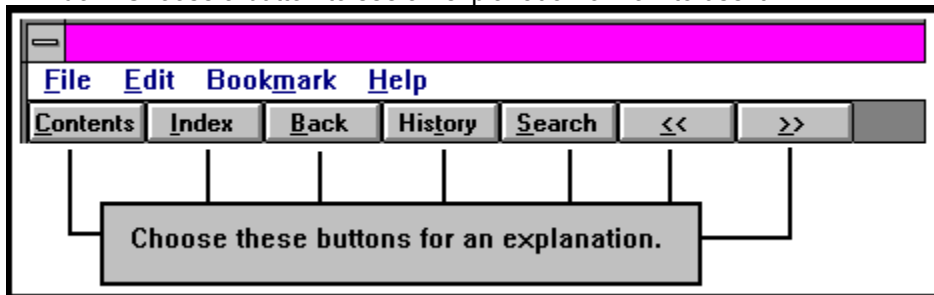 File Edit Bookmark Help
Contents Index Back History Search << >>
Choose these buttons for an explanation.